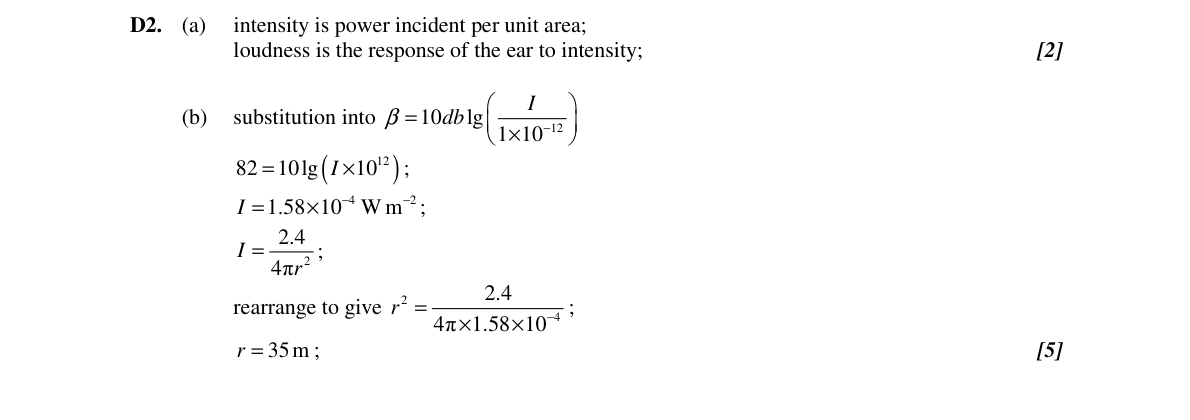 D2. (a) intensity is power incident per unit area;
loudness is the response of the ear to intensity; [2]
(b) substitution into β = 10db lg(I / 1×10⁻¹²)
82 = 10 lg(I×10¹²);
I = 1.58×10⁻⁴ W m⁻²;
I = 2.4 / 4πr²;
rearrange to give r² = 2.4 / 4π×1.58×10⁻⁴;
r = 35 m; [5]